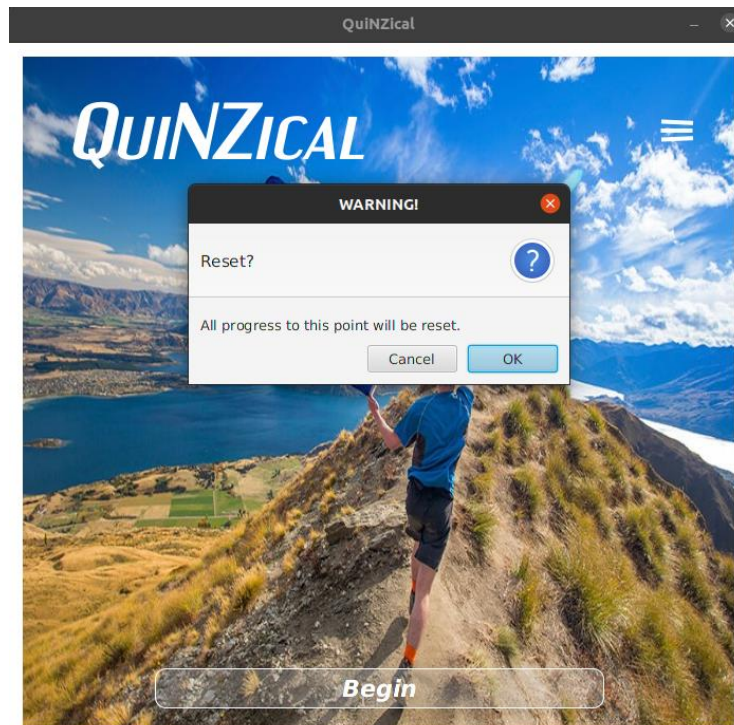 QuiNZical
QUINZICAL
WARNING!
Reset?
?
All progress to this point will be reset.
Cancel
OK
Begin